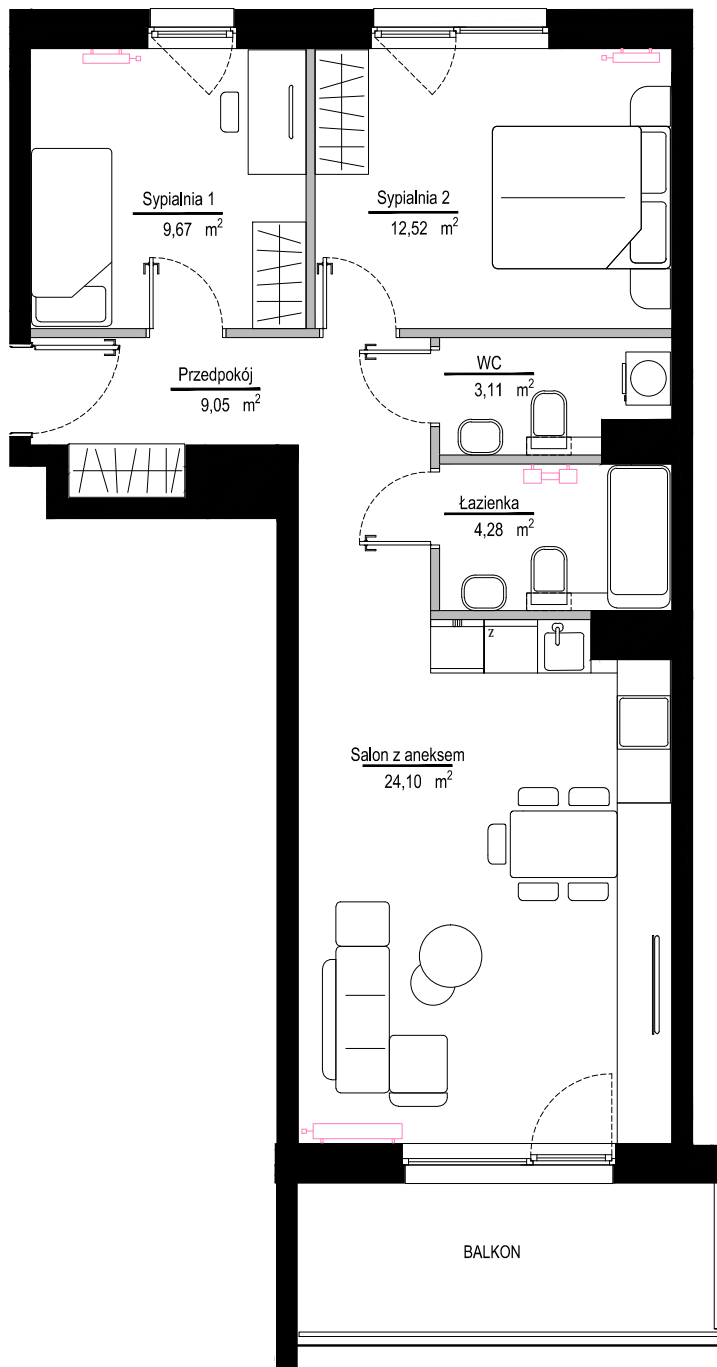 Sypialnia 1
9,67 m²
Sypialnia 2
12,52 m²
Przedpokój
9,05 m²
WC
3,11 m²
Łazienka
4,28 m²
z
Salon z aneksem
24,10 m²
BALKON